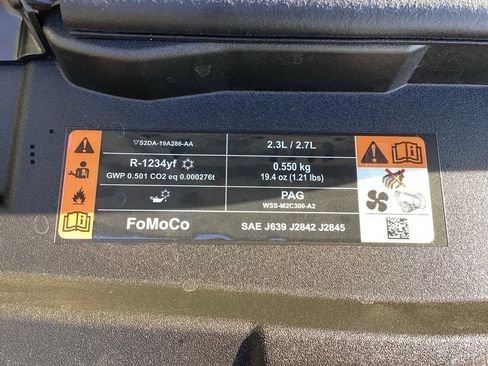 ▽S2DA-19A286-AA
2.3L / 2.7L
R-1234yf
GWP 0.501 CO2 eq 0.000276t
0.550 kg
19.4 oz (1.21 lbs)
PAG
WSS-M2C300-A2
FoMoCo
SAE J639 J2842 J2845